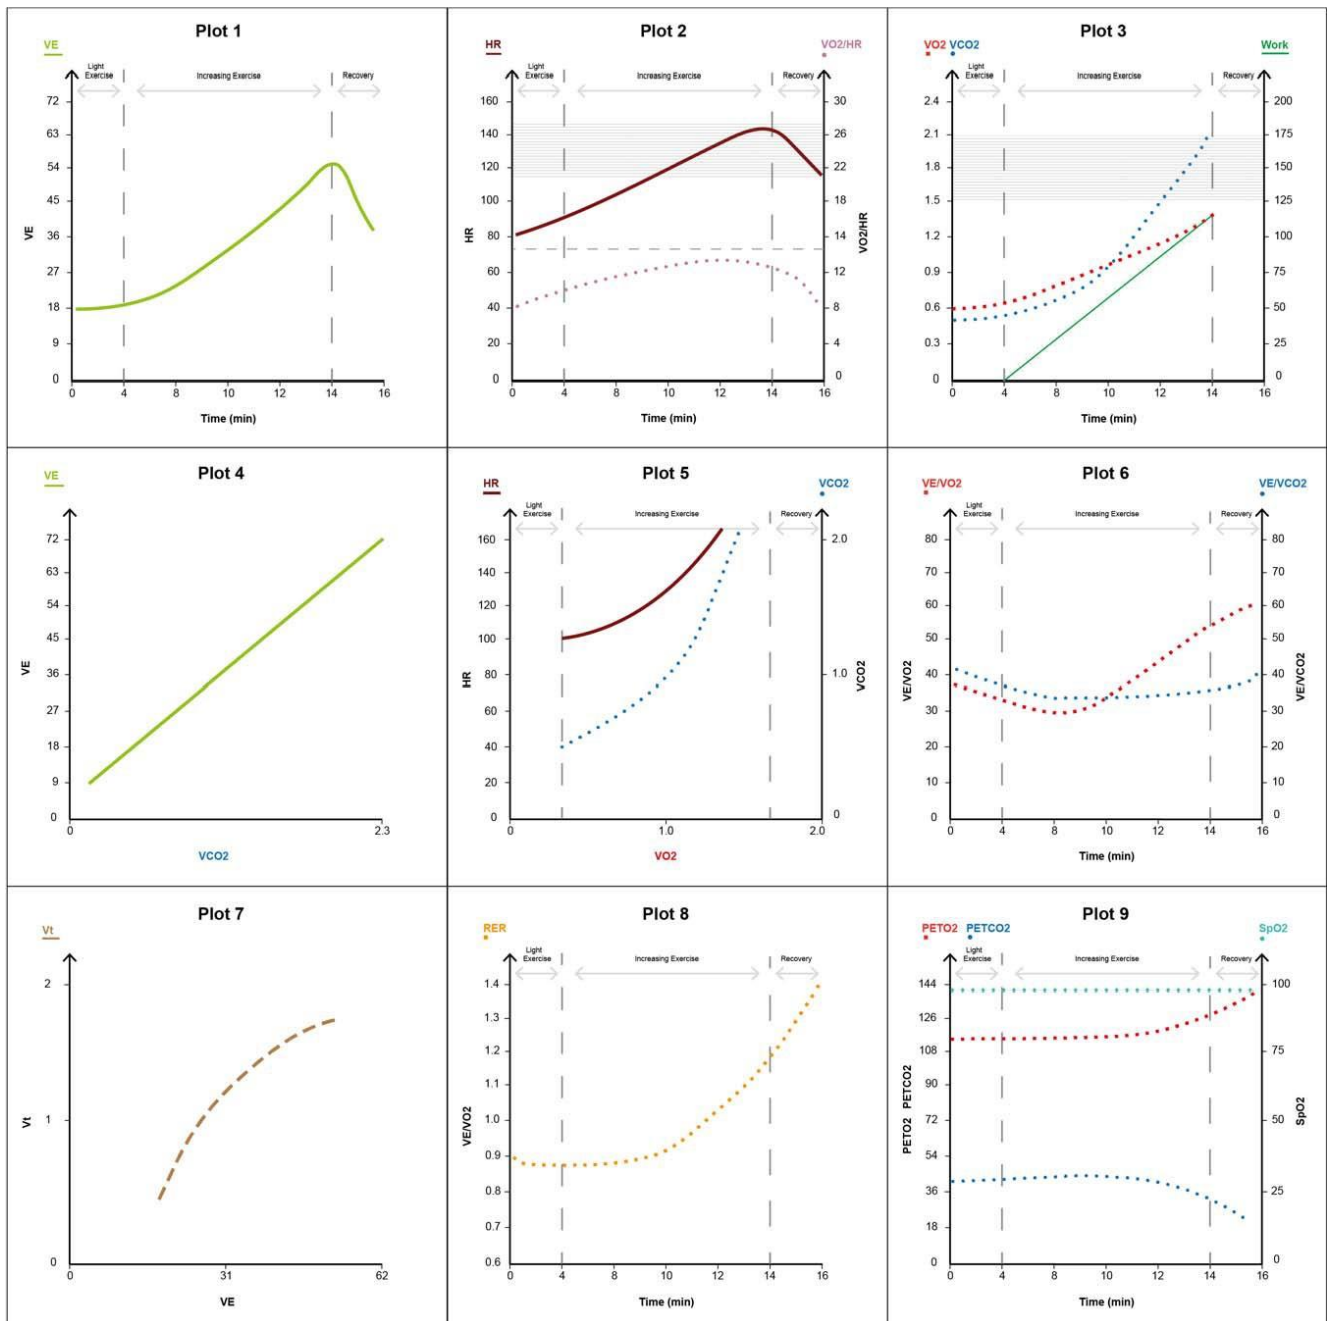 Plot 1
VE
Light
Exercise
Increasing Exercise
Recovery
72
63
54
45
36
27
18
9
0
VE
0 4 8 10 12 14 16
Time (min)
Plot 2
HR
VO2/HR
Light
Exercise
Increasing Exercise
Recovery
160
140
120
100
80
60
40
20
0
HR
30
26
22
18
14
12
8
4
0
VO2/HR
0 4 8 10 12 14 16
Time (min)
Plot 3
VO2 VCO2
Work
Light
Exercise
Increasing Exercise
Recovery
2.4
2.1
1.8
1.5
1.2
0.9
0.6
0.3
0
200
175
150
125
100
75
50
25
0
0 4 8 10 12 14 16
Time (min)
Plot 4
VE
72
63
54
45
36
27
18
9
0
VE
0 2.3
VCO2
Plot 5
HR
VCO2
Light
Exercise
Increasing Exercise
Recovery
160
140
120
100
80
60
40
20
0
HR
2.0
1.0
0
VCO2
0 1.0 2.0
VO2
Plot 6
VE/VO2
VE/VCO2
Light
Exercise
Increasing Exercise
Recovery
80
70
60
50
40
30
20
10
0
VE/VO2
80
70
60
50
40
30
20
10
0
VE/VCO2
0 4 8 10 12 14 16
Time (min)
Plot 7
Vt
2
1
0
Vt
0 31 62
VE
Plot 8
RER
Light
Exercise
Increasing Exercise
Recovery
1.4
1.3
1.2
1.1
1.0
0.9
0.8
0.7
0.6
VE/VO2
0 4 8 10 12 14 16
Time (min)
Plot 9
PETO2 PETCO2
SpO2
Light
Exercise
Increasing Exercise
Recovery
144
126
108
90
72
54
36
18
0
PETO2 PETCO2
100
75
50
25
0
SpO2
0 4 8 10 12 14 16
Time (min)